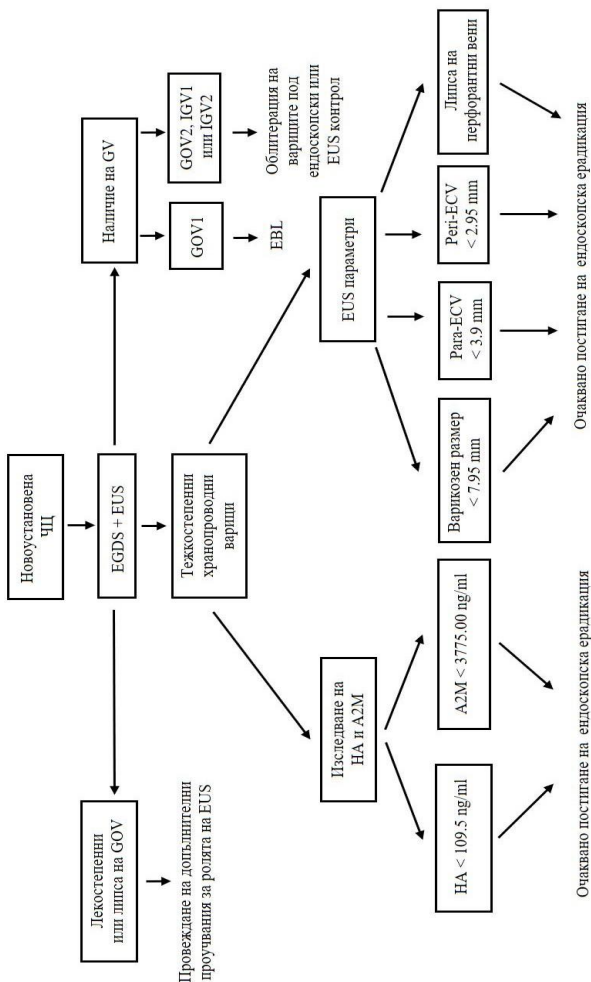 Новоустановена
ЧЦ
EGDS + EUS
Лекостепенни
или липса на GOV
Провеждане на допълнителни
проучвания за ролята на EUS
Тежкостепенни
хранопроводни
варици
Наличие на GV
GOV1
EBL
GOV2, IGV1
или IGV2
Облитерация на
вариците под
ендоскопски или
EUS контрол
Изследване на
HA и A2M
HA < 109.5 ng/ml
A2M < 3775.00 ng/ml
Очаквано постигане на ендоскопска ерадикация
EUS параметри
Варикозен размер
< 7.95 mm
Para-ECV
< 3.9 mm
Peri-ECV
< 2.95 mm
Липса на
перфорантни вени
Очаквано постигане на ендоскопска ерадикация